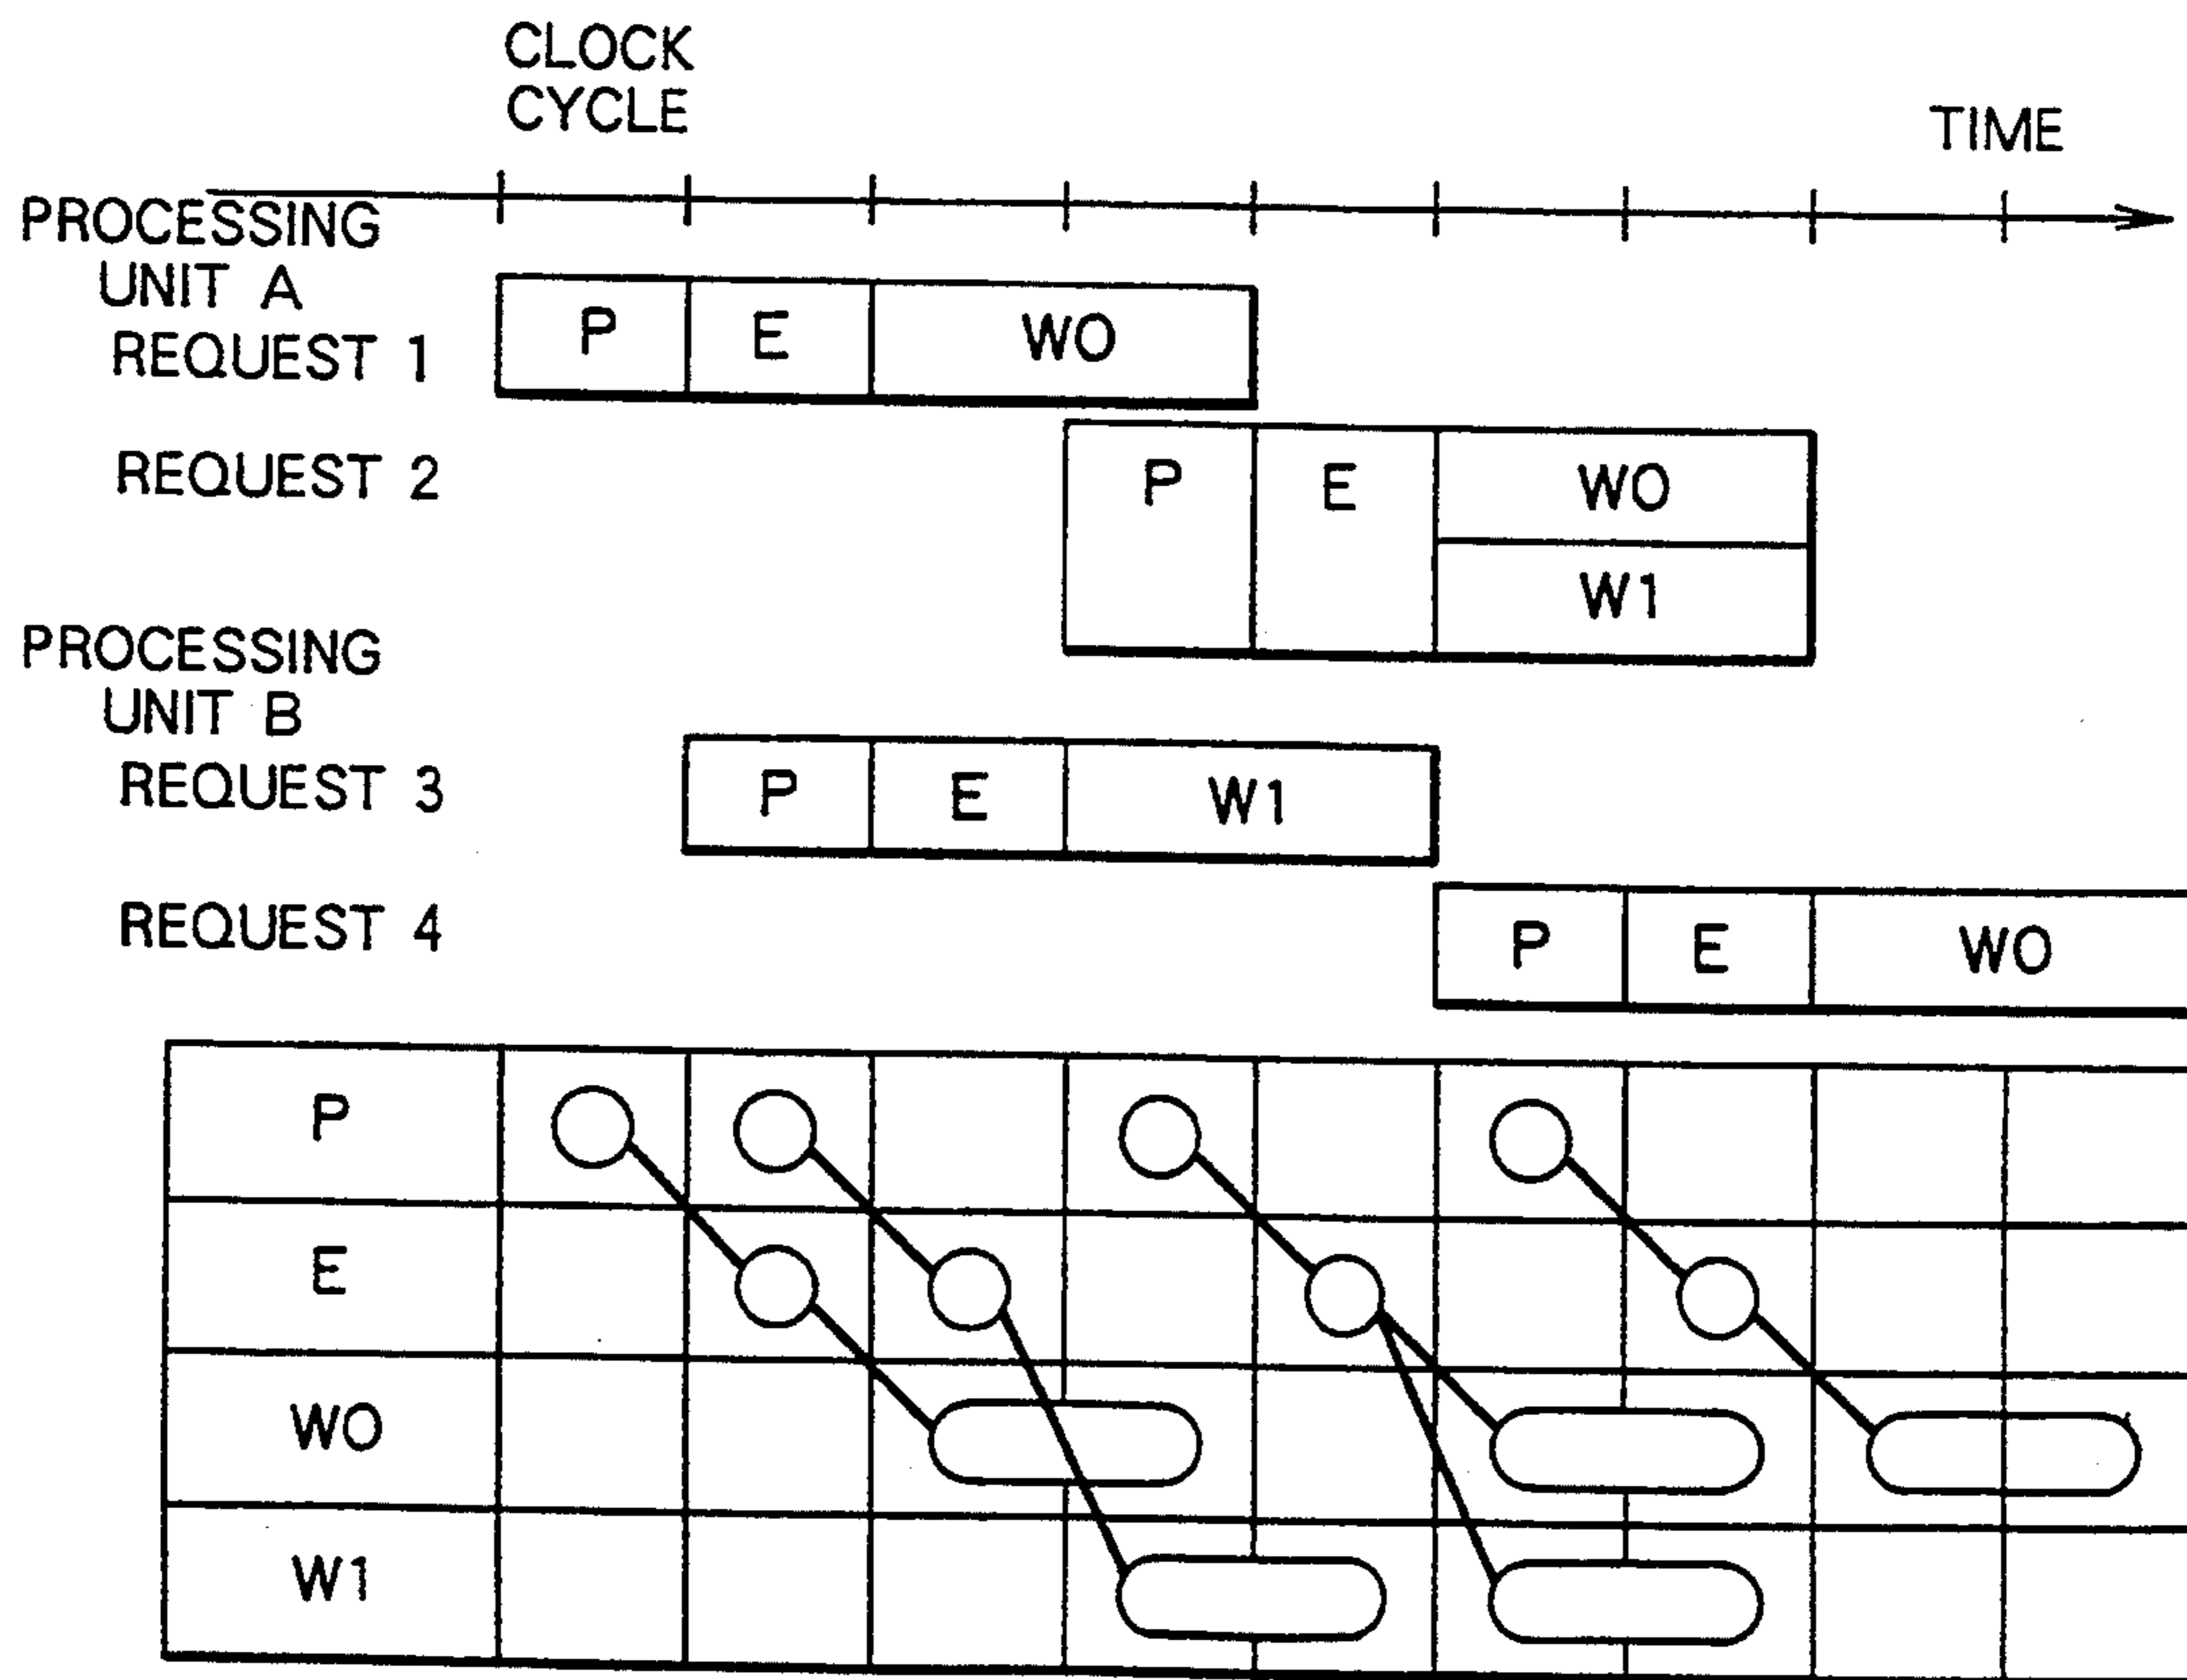 CLOCK
CYCLE
TIME
PROCESSING
UNIT A
REQUEST 1
P E WO
REQUEST 2
P E WO
W1
PROCESSING
UNIT B
REQUEST 3
P E W1
REQUEST 4
P E WO
P
E
WO
W1